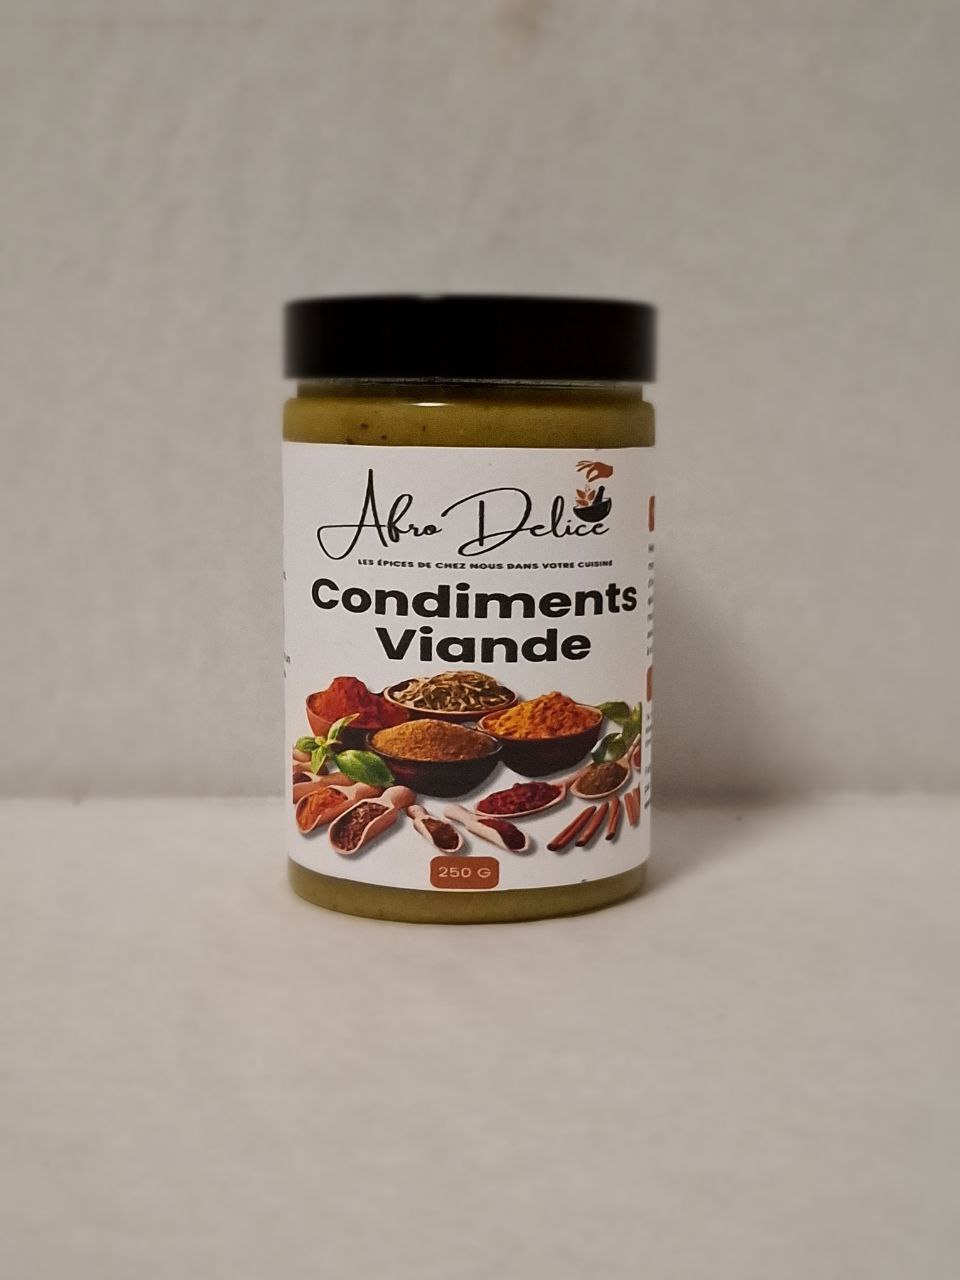 Afro Delice
LES ÉPICES DE CHEZ NOUS DANS VOTRE CUISINE
Condiments
Viande
250 G